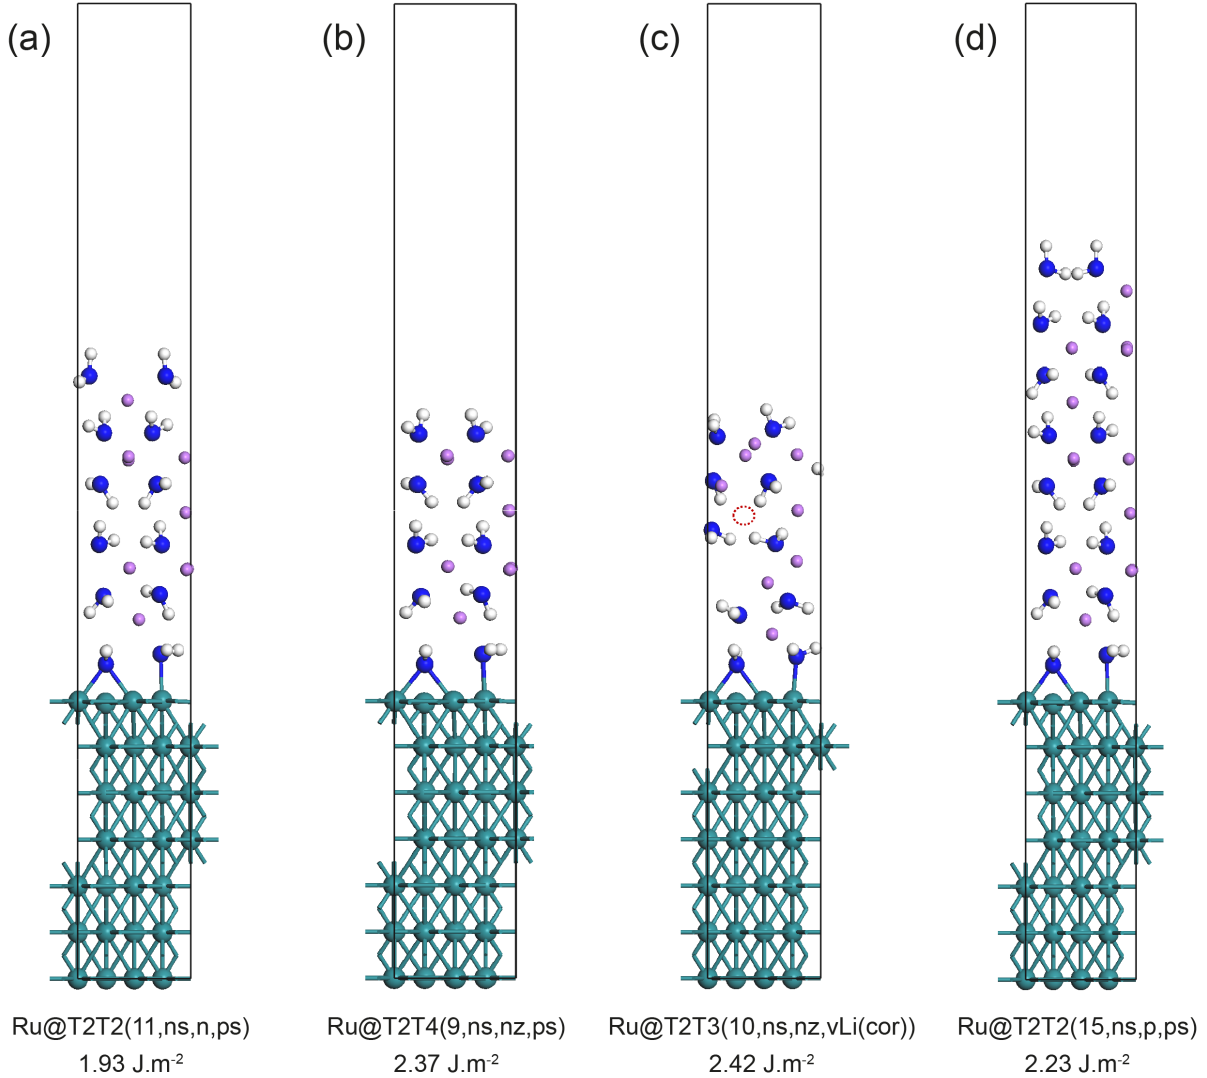 (a) (b) (c) (d)
Ru@T2T2(11,ns,n,ps) Ru@T2T4(9,ns,nz,ps) Ru@T2T3(10,ns,nz,vLi(cor)) Ru@T2T2(15,ns,p,ps)
1.93 J.m⁻² 2.37 J.m⁻² 2.42 J.m⁻² 2.23 J.m⁻²